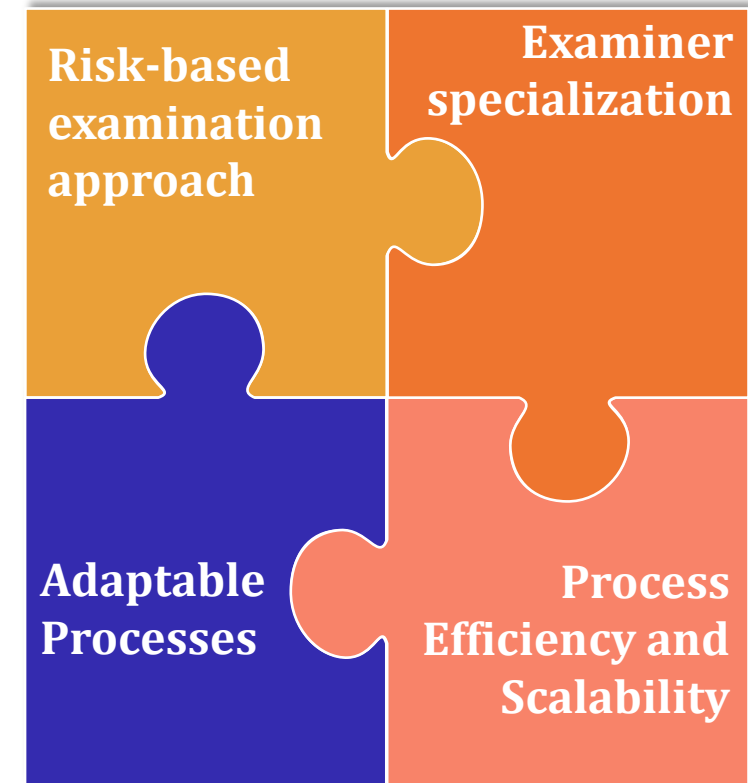 Risk-based
examination
approach
Examiner
specialization
Adaptable
Processes
Process
Efficiency and
Scalability